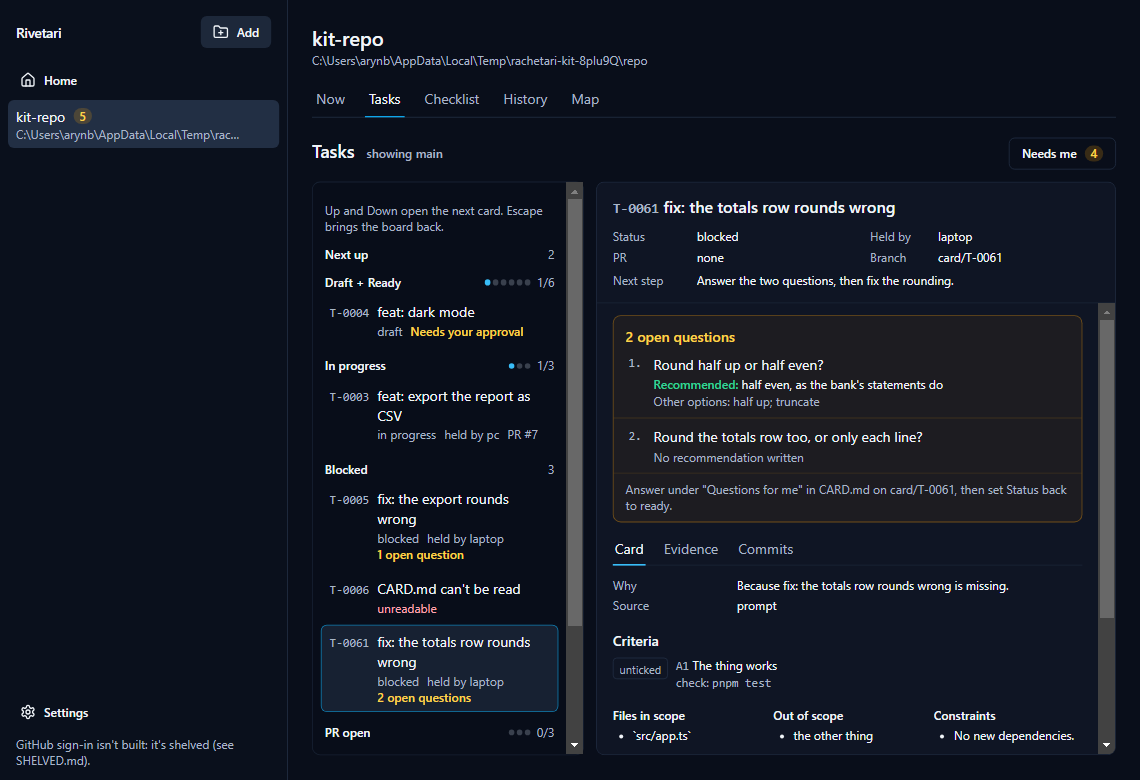 Rivetari
Add
Home
kit-repo 5
C:\Users\arynb\AppData\Local\Temp\rac...
Settings
GitHub sign-in isn't built: it's shelved (see
SHELVED.md).
kit-repo
C:\Users\arynb\AppData\Local\Temp\rachetari-kit-8plu9Q\repo
Now Tasks Checklist History Map
Tasks showing main
Needs me 4
Up and Down open the next card. Escape
brings the board back.
Next up 2
Draft + Ready 1/6
T-0004 feat: dark mode
draft Needs your approval
In progress 1/3
T-0003 feat: export the report as
CSV
in progress held by pc PR #7
Blocked 3
T-0005 fix: the export rounds
wrong
blocked held by laptop
1 open question
T-0006 CARD.md can't be read
unreadable
T-0061 fix: the totals row rounds
wrong
blocked held by laptop
2 open questions
PR open 0/3
T-0061 fix: the totals row rounds wrong
Status blocked Held by laptop
PR none Branch card/T-0061
Next step Answer the two questions, then fix the rounding.
2 open questions
1. Round half up or half even?
Recommended: half even, as the bank's statements do
Other options: half up; truncate
2. Round the totals row too, or only each line?
No recommendation written
Answer under "Questions for me" in CARD.md on card/T-0061, then set Status back
to ready.
Card Evidence Commits
Why Because fix: the totals row rounds wrong is missing.
Source prompt
Criteria
unticked A1 The thing works
check: pnpm test
Files in scope Out of scope Constraints
• `src/app.ts` • the other thing • No new dependencies.